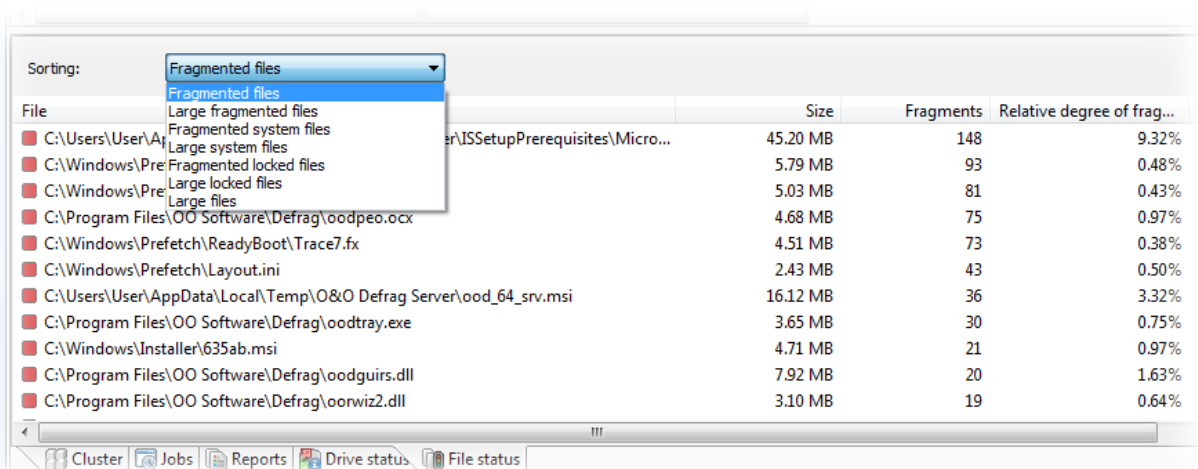 Sorting: Fragmented files
Fragmented files
Large fragmented files
Fragmented system files
Large system files
Fragmented locked files
Large locked files
Large files
File Size Fragments Relative degree of frag...
C:\Users\User\Ap er\ISSetupPrerequisites\Micro... 45.20 MB 148 9.32%
C:\Windows\Pre 5.79 MB 93 0.48%
C:\Windows\Pre 5.03 MB 81 0.43%
C:\Program Files\OO Software\Defrag\oodpeo.ocx 4.68 MB 75 0.97%
C:\Windows\Prefetch\ReadyBoot\Trace7.fx 4.51 MB 73 0.38%
C:\Windows\Prefetch\Layout.ini 2.43 MB 43 0.50%
C:\Users\User\AppData\Local\Temp\O&O Defrag Server\ood_64_srv.msi 16.12 MB 36 3.32%
C:\Program Files\OO Software\Defrag\oodtray.exe 3.65 MB 30 0.75%
C:\Windows\Installer\635ab.msi 4.71 MB 21 0.97%
C:\Program Files\OO Software\Defrag\oodguirs.dll 7.92 MB 20 1.63%
C:\Program Files\OO Software\Defrag\oorwiz2.dll 3.10 MB 19 0.64%
Cluster Jobs Reports Drive status File status